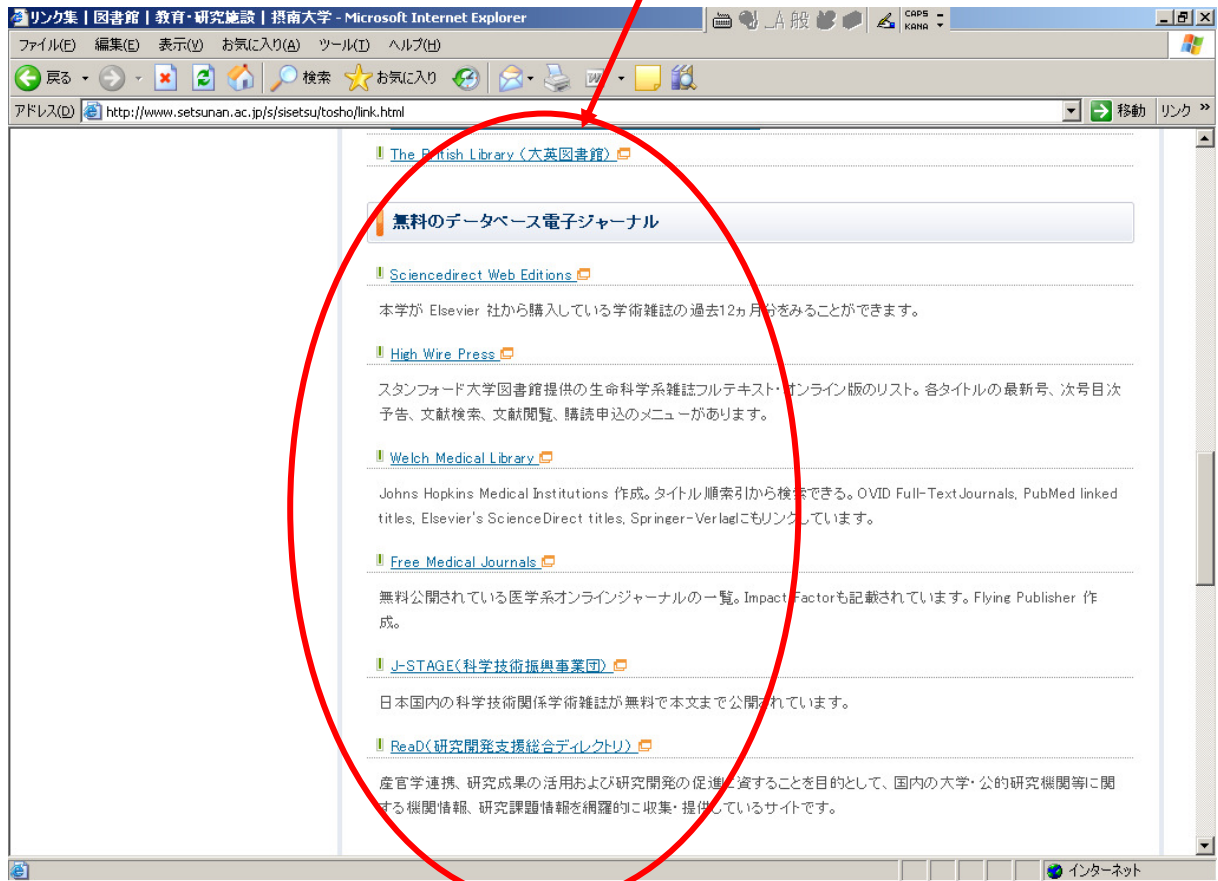 リンク集 | 図書館 | 教育・研究施設 | 摂南大学 - Microsoft Internet Explorer
A 般
CAPS
KANA
ファイル(F) 編集(E) 表示(V) お気に入り(A) ツール(T) ヘルプ(H)
戻る 検索 お気に入り
アドレス(D) http://www.setsunan.ac.jp/s/sisetsu/tosho/link.html 移動 リンク »
The British Library (大英図書館)
無料のデータベース電子ジャーナル
Sciencedirect Web Editions
本学が Elsevier 社から購入している学術雑誌の過去12ヵ月分をみることができます。
High Wire Press
スタンフォード大学図書館提供の生命科学系雑誌フルテキスト・オンライン版のリスト。各タイトルの最新号、次号目次
予告、文献検索、文献閲覧、購読申込のメニューがあります。
Welch Medical Library
Johns Hopkins Medical Institutions 作成。タイトル順索引から検索できる。OVID Full-Text Journals, PubMed linked
titles, Elsevier's ScienceDirect titles, Springer-Verlagにもリンクしています。
Free Medical Journals
無料公開されている医学系オンラインジャーナルの一覧。Impact Factorも記載されています。Flying Publisher 作
成。
J-STAGE(科学技術振興事業団)
日本国内の科学技術関係学術雑誌が無料で本文まで公開されています。
ReaD(研究開発支援総合ディレクトリ)
産官学連携、研究成果の活用および研究開発の促進に資することを目的として、国内の大学・公的研究機関等に関
する機関情報、研究課題情報を網羅的に収集・提供しているサイトです。
インターネット